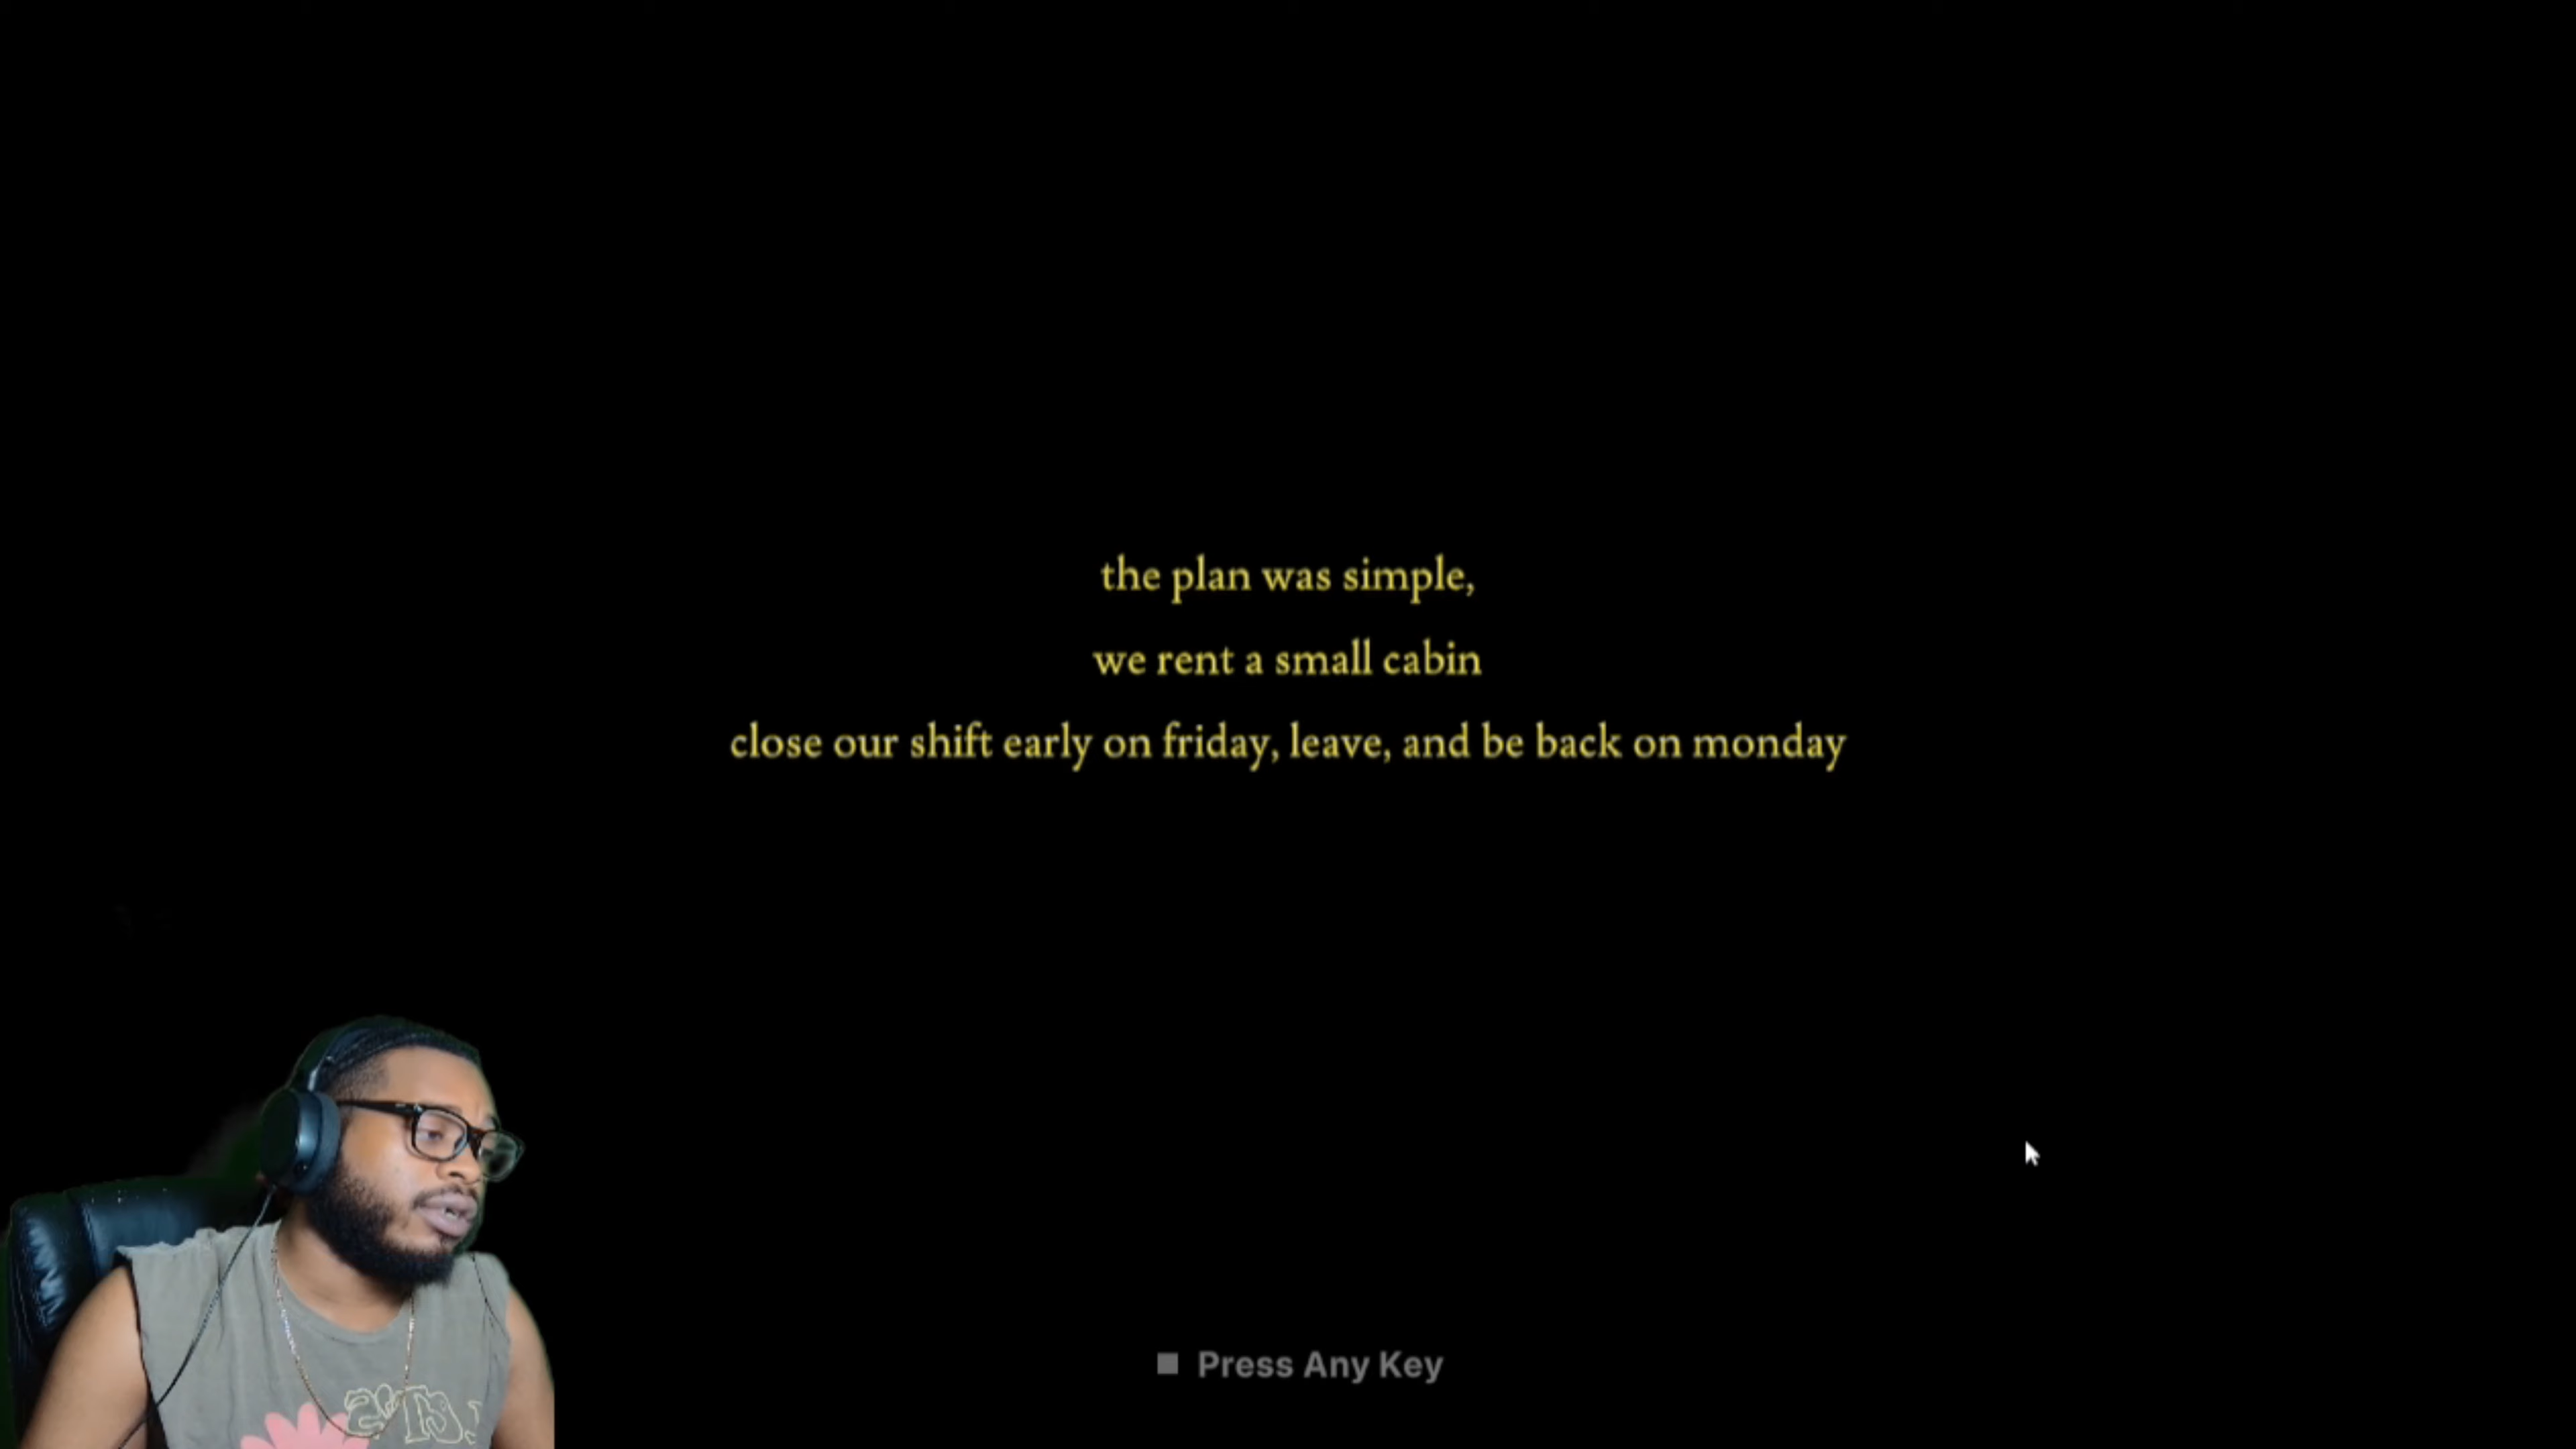 the plan was simple,
we rent a small cabin
close our shift early on friday, leave, and be back on monday
Press Any Key